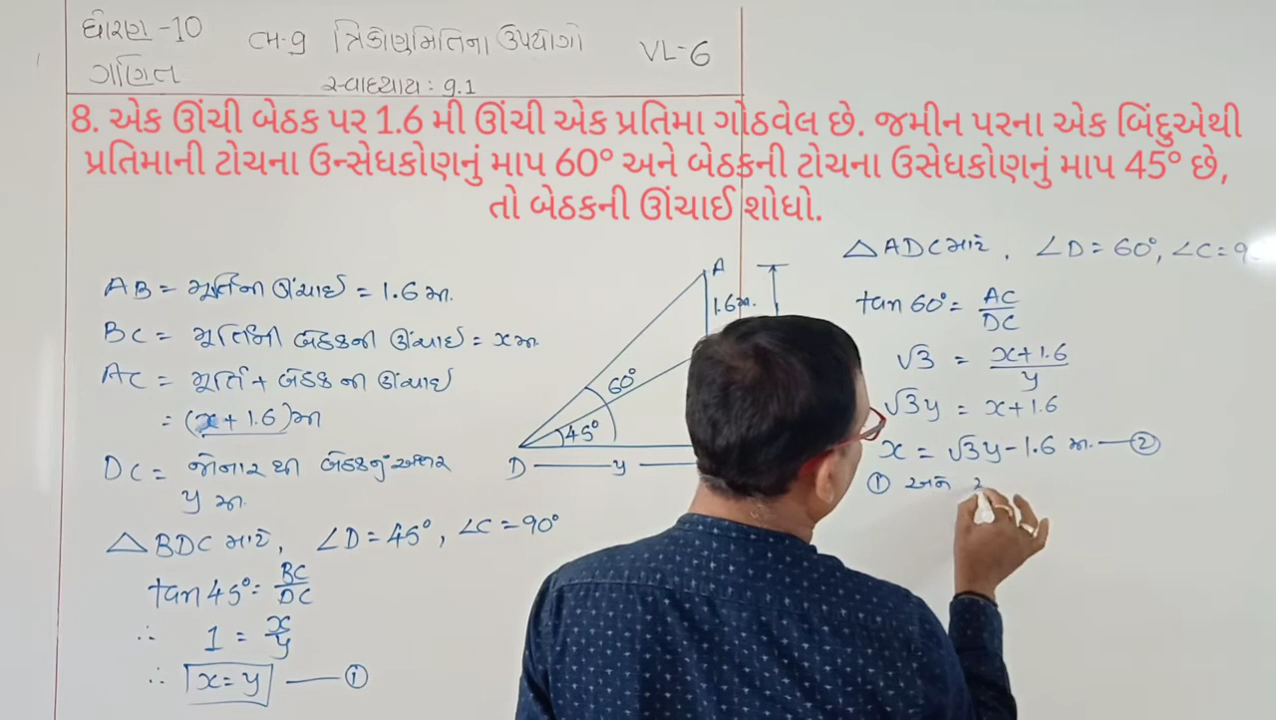 ધોરણ -10
ગણિત
પ્ર-9 ત્રિકોણમિતિના ઉપયોગો
સ્વાધ્યાય : 9.1
VL-6
8. એક ઊંચી બેઠક પર 1.6 મી ઊંચી એક પ્રતિમા ગોઠવેલ છે. જમીન પરના એક બિંદુએથી
પ્રતિમાની ટોચના ઉન્સેધકોણનું માપ 60° અને બેઠકની ટોચના ઉસેધકોણનું માપ 45° છે,
તો બેઠકની ઊંચાઈ શોધો.
AB = મૂર્તિની ઊંચાઈ = 1.6 મી.
BC = મૂર્તિની બેઠકની ઊંચાઈ = x મી.
AC = મૂર્તિ + બેઠક ની ઊંચાઈ
= (x + 1.6) મી
DC = જોનાર થી બેઠકનું અંતર
y મી.
△BDC માટે, ∠D = 45°, ∠C = 90°
tan 45° = BC/DC
∴ 1 = x/y
∴ x = y —— ①
A
1.6 મી.
60°
45°
D —— y ——
△ADC માટે, ∠D = 60°, ∠C = 9
tan 60° = AC/DC
√3 = x+1.6/y
√3y = x+1.6
x = √3y - 1.6 મી. —②
① અને